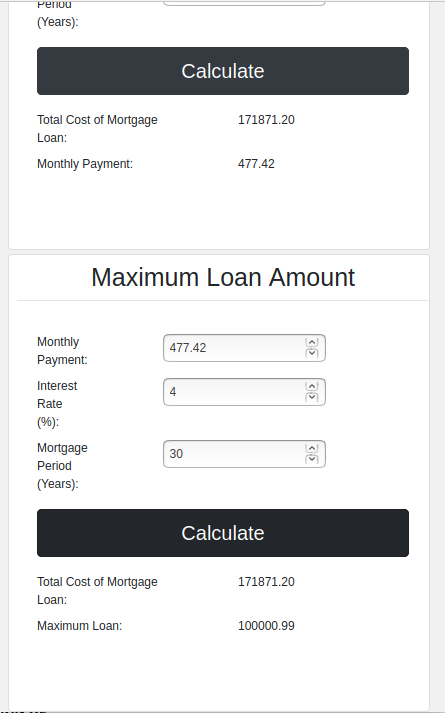 Period
(Years):
Calculate
Total Cost of Mortgage 171871.20
Loan:
Monthly Payment: 477.42
Maximum Loan Amount
Monthly
Payment: 477.42
Interest
Rate 4
(%):
Mortgage
Period 30
(Years):
Calculate
Total Cost of Mortgage 171871.20
Loan:
Maximum Loan: 100000.99